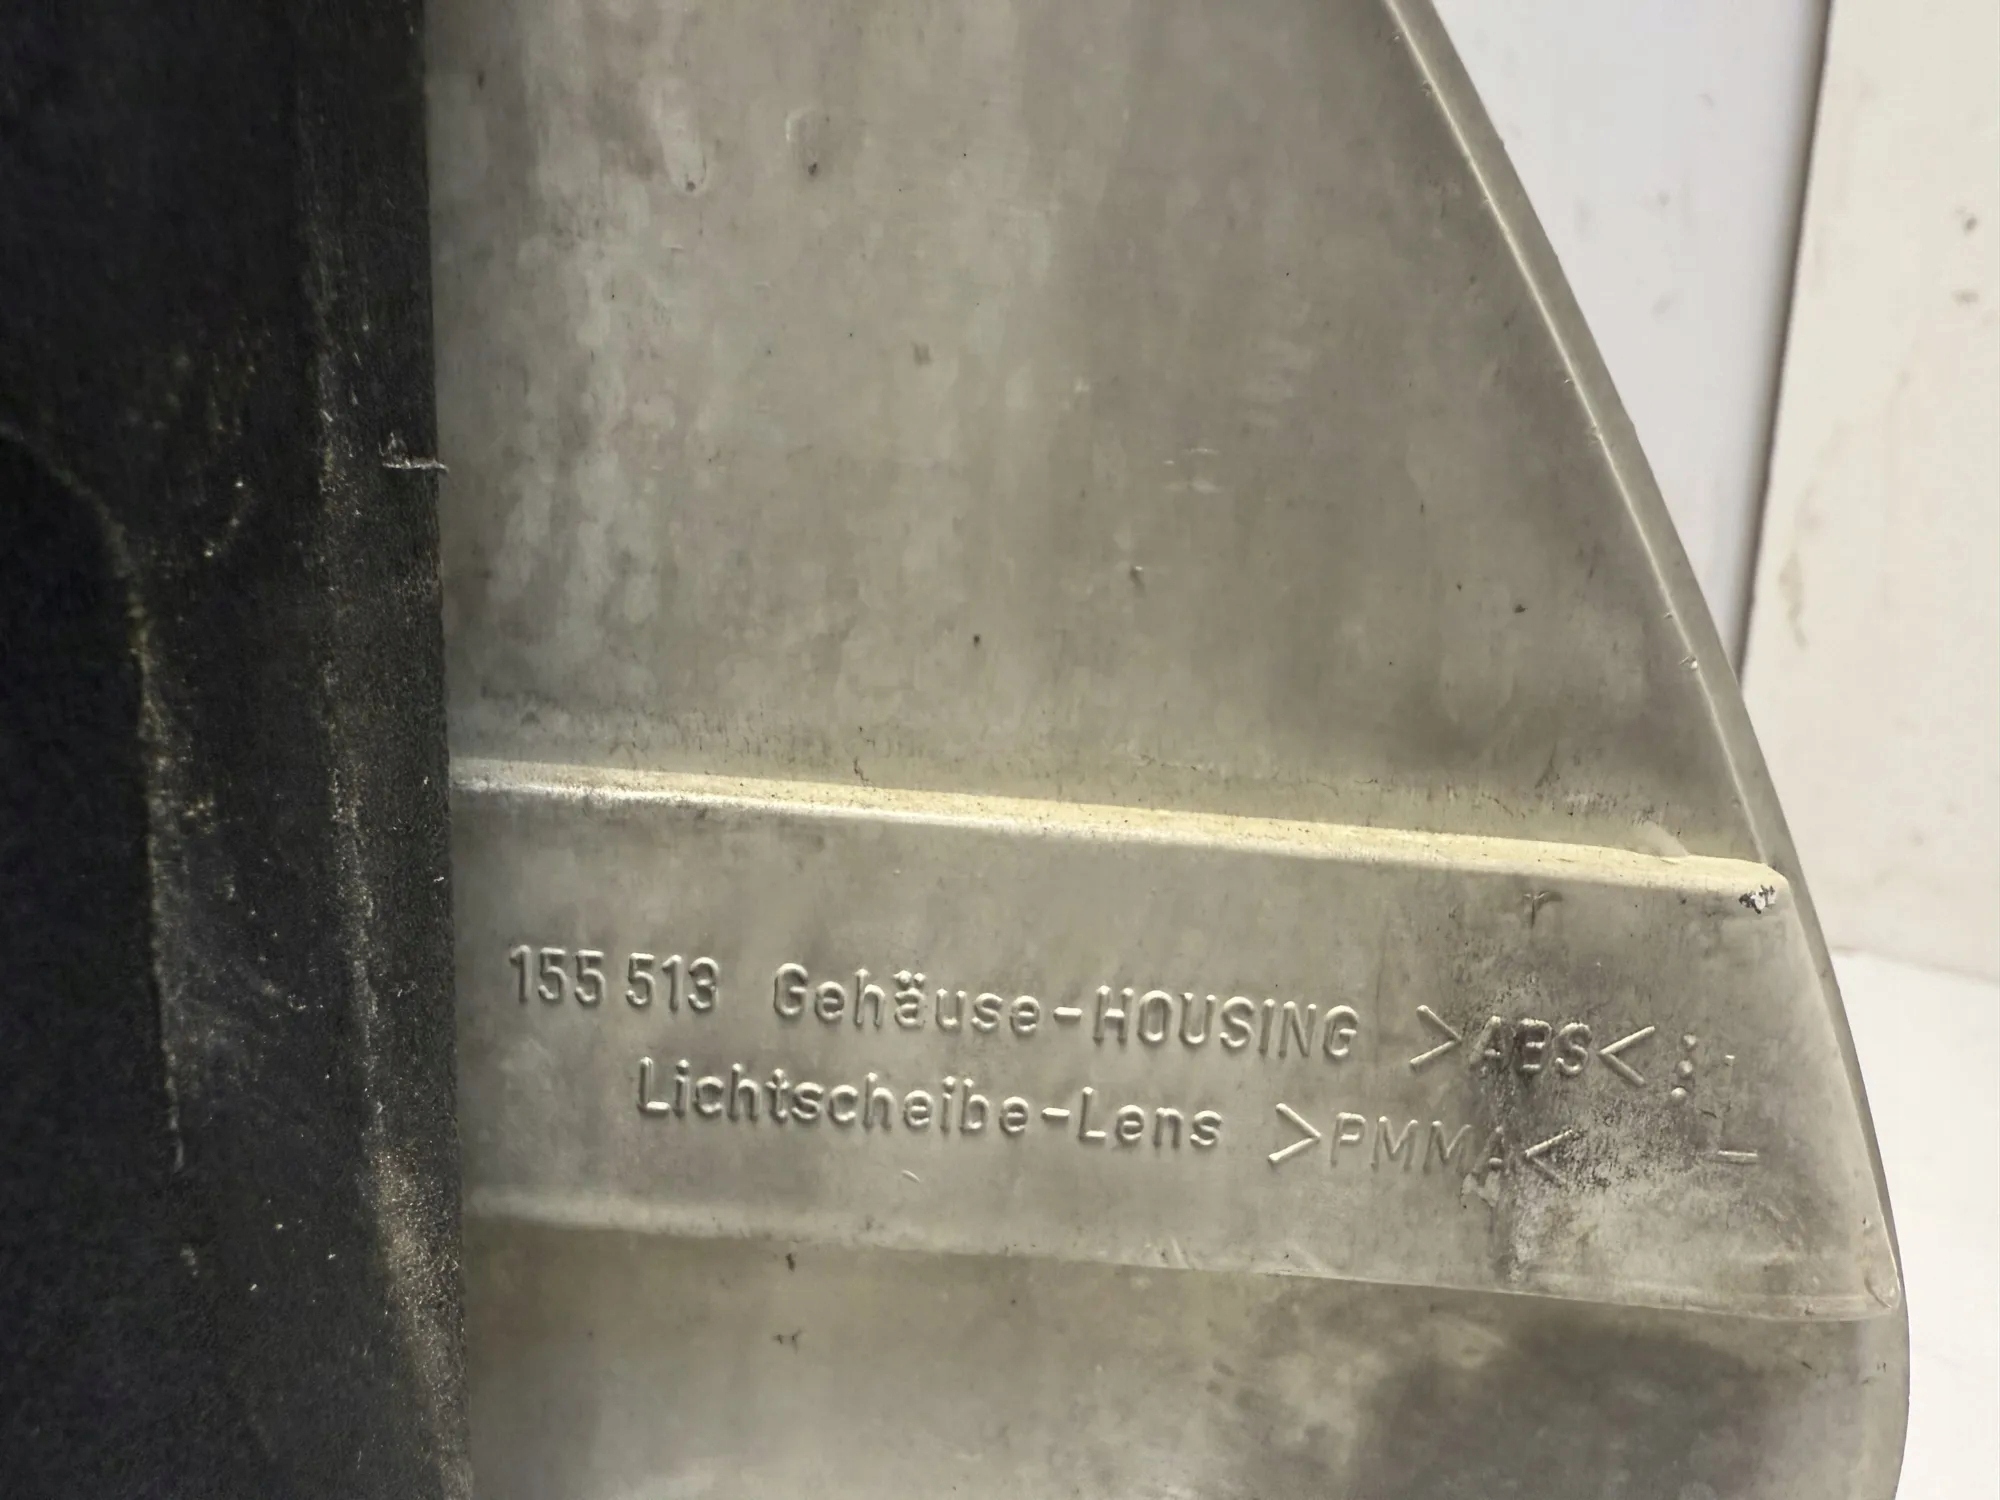 155 513 Gehäuse-HOUSING >ABS<
Lichtscheibe-Lens >PMMA<